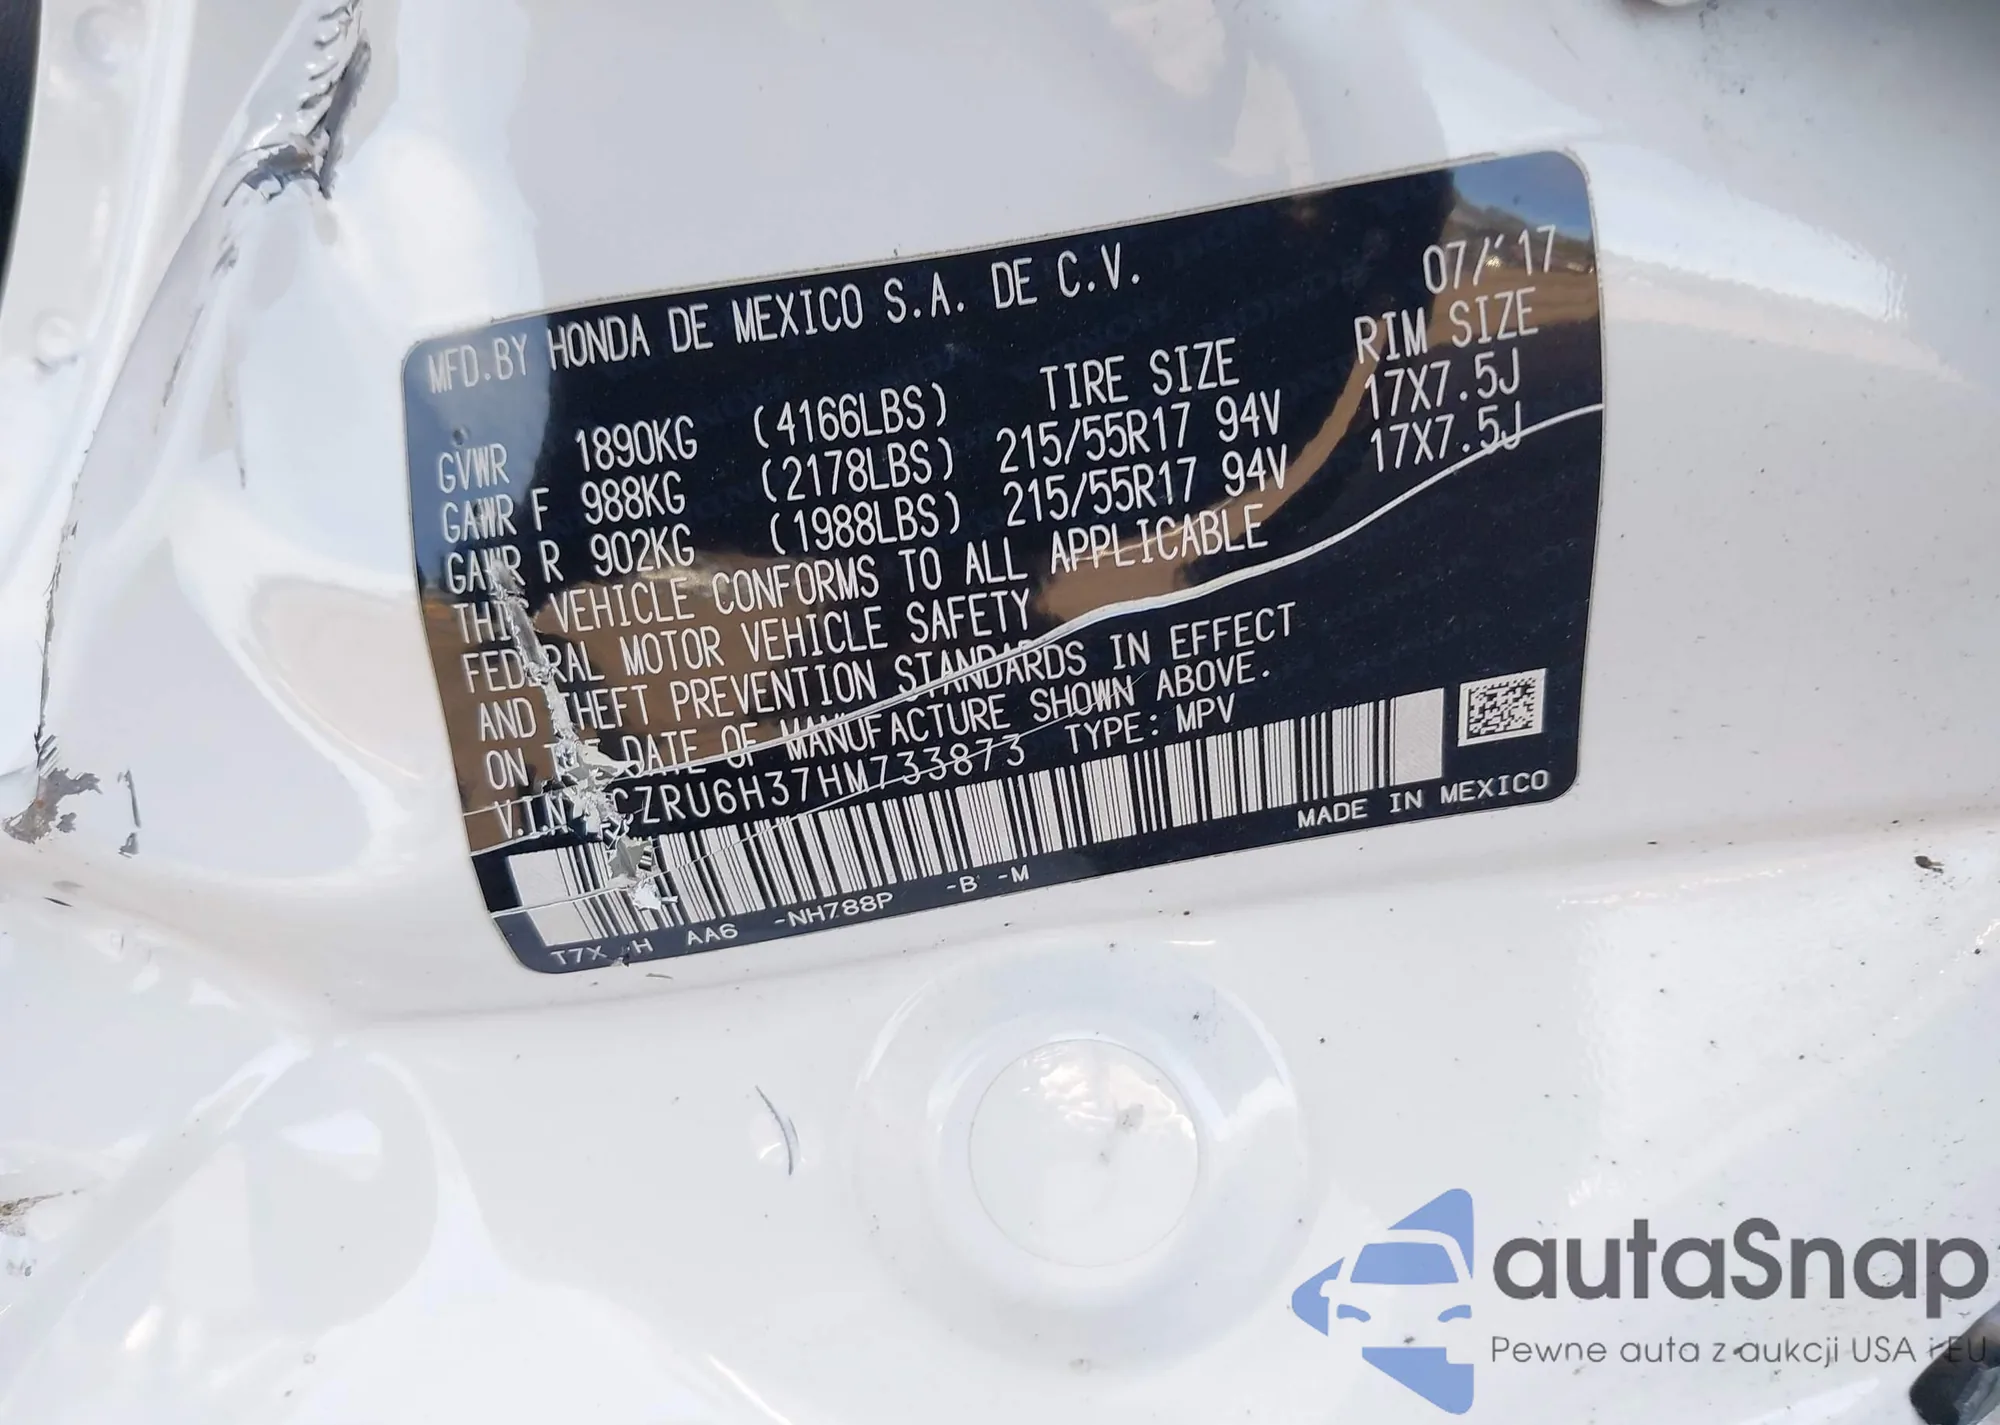 MFD.BY HONDA DE MEXICO S.A. DE C.V. 07/'17
TIRE SIZE RIM SIZE
GVWR 1890KG (4166LBS)
GAWR F 988KG (2178LBS) 215/55R17 94V 17X7.5J
GAWR R 902KG (1988LBS) 215/55R17 94V 17X7.5J
VEHICLE CONFORMS TO ALL APPLICABLE
MOTOR VEHICLE SAFETY
AND THEFT PREVENTION STANDARDS IN EFFECT
ON DATE OF MANUFACTURE SHOWN ABOVE.
V.I.N. CZRU6H37HM733873 TYPE: MPV
MADE IN MEXICO
T7X H AA6 -NH788P -B -M
autaSnap
Pewne auta z aukcji USA i EU